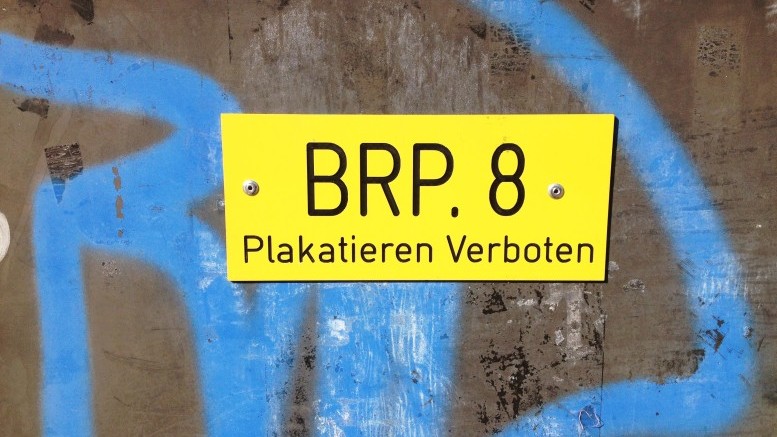 BRP. 8
Plakatieren Verboten